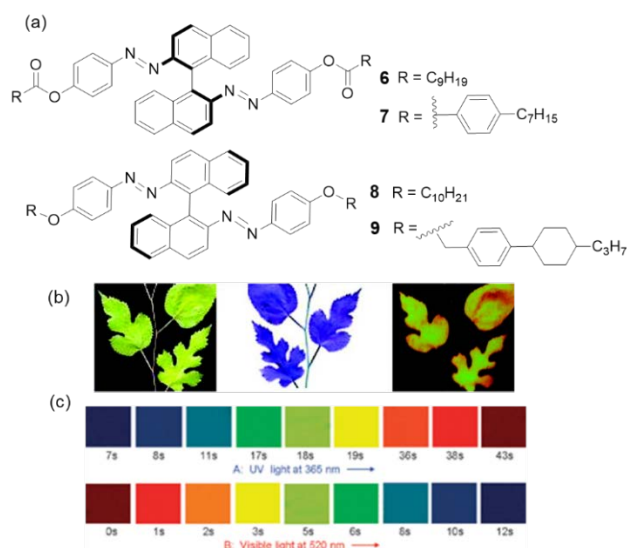 (a)
R O O N=N N=N O O R
6 R = C9H19
7 R = C7H15
R O N=N N=N O R
8 R = C10H21
9 R = C3H7
(b)
(c)
7s 8s 11s 17s 18s 19s 36s 38s 43s
A: UV light at 365 nm
0s 1s 2s 3s 5s 6s 8s 10s 12s
B: Visible light at 520 nm